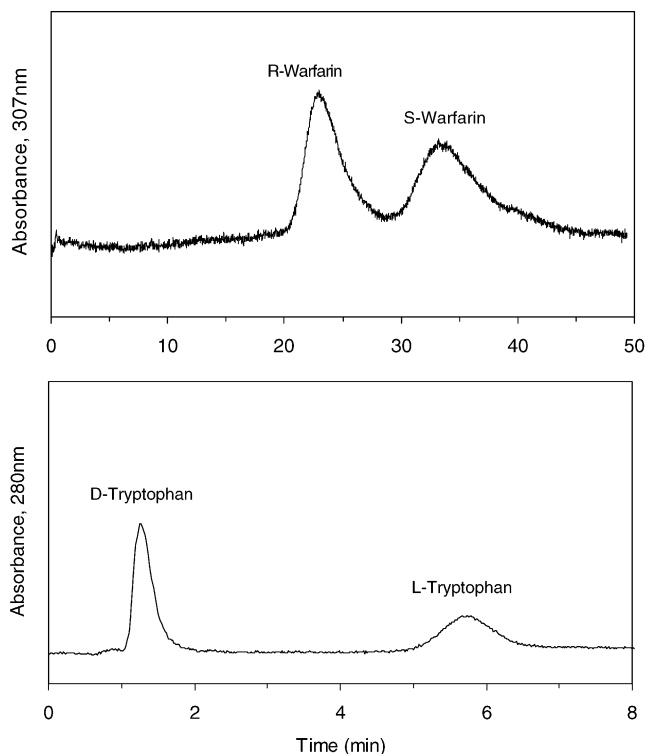 R-Warfarin
S-Warfarin
Absorbance, 307nm
0 10 20 30 40 50
D-Tryptophan
L-Tryptophan
Absorbance, 280nm
0 2 4 6 8
Time (min)